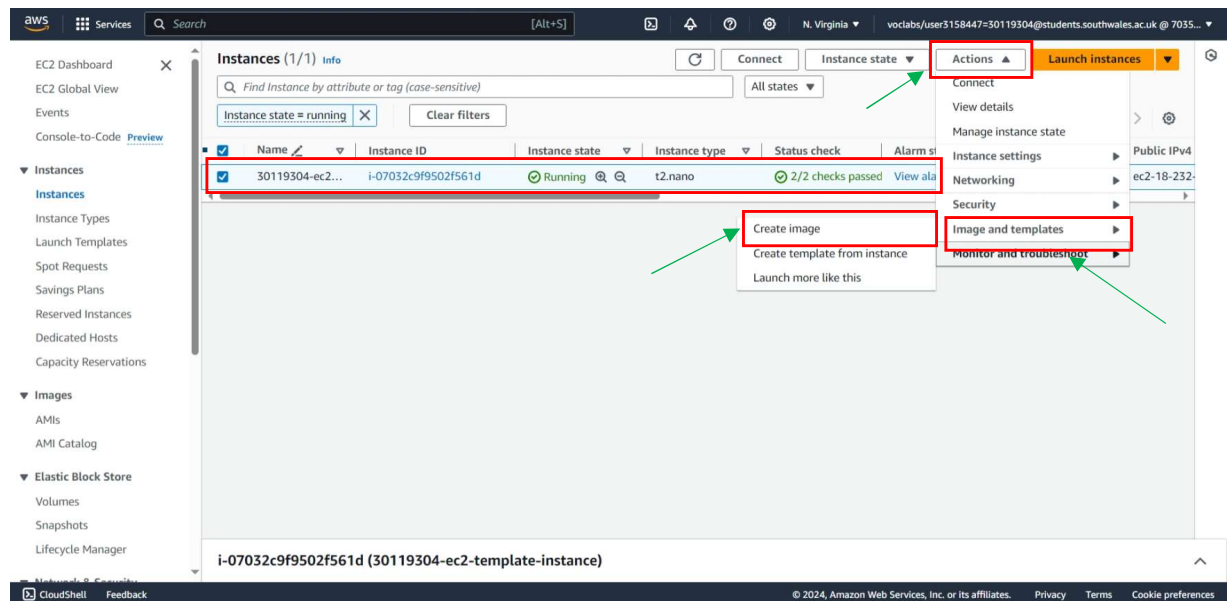 aws Services Search [Alt+S] N. Virginia voclabs/user3158447=30119304@students.southwales.ac.uk @ 7035...
EC2 Dashboard
EC2 Global View
Events
Console-to-Code Preview
Instances
Instances
Instance Types
Launch Templates
Spot Requests
Savings Plans
Reserved Instances
Dedicated Hosts
Capacity Reservations
Images
AMIs
AMI Catalog
Elastic Block Store
Volumes
Snapshots
Lifecycle Manager
Network & Security
Instances (1/1) Info
Connect Instance state Actions Launch instances
Find Instance by attribute or tag (case-sensitive) All states
Instance state = running Clear filters
Name Instance ID Instance state Instance type Status check Alarm st Public IPv4
30119304-ec2... i-07032c9f9502f561d Running t2.nano 2/2 checks passed View ala ec2-18-232-
Connect
View details
Manage instance state
Instance settings
Networking
Security
Image and templates
Monitor and troubleshoot
Create image
Create template from instance
Launch more like this
i-07032c9f9502f561d (30119304-ec2-template-instance)
CloudShell Feedback © 2024, Amazon Web Services, Inc. or its affiliates. Privacy Terms Cookie preferences